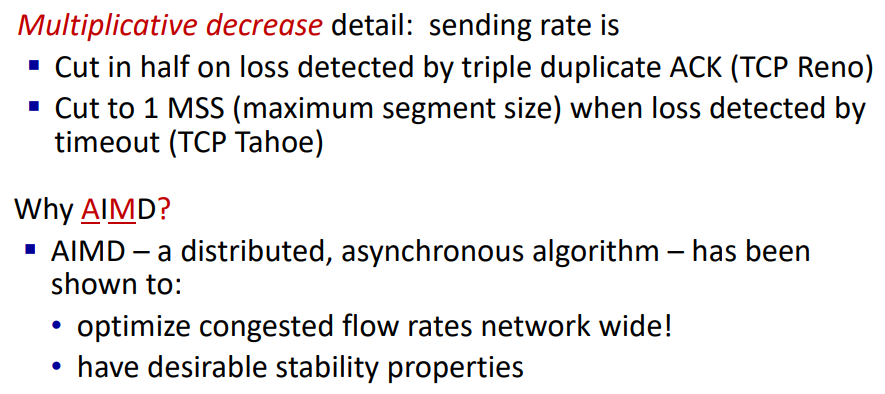 Multiplicative decrease detail: sending rate is
▪ Cut in half on loss detected by triple duplicate ACK (TCP Reno)
▪ Cut to 1 MSS (maximum segment size) when loss detected by
timeout (TCP Tahoe)
Why AIMD?
▪ AIMD – a distributed, asynchronous algorithm – has been
shown to:
• optimize congested flow rates network wide!
• have desirable stability properties